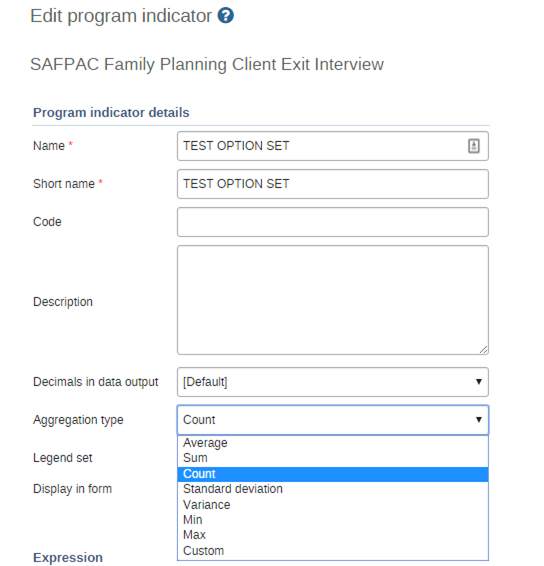 Edit program indicator ?
SAFPAC Family Planning Client Exit Interview
Program indicator details
Name *
TEST OPTION SET
Short name *
TEST OPTION SET
Code
Description
Decimals in data output
[Default]
Aggregation type
Count
Average
Legend set
Sum
Count
Display in form
Standard deviation
Variance
Min
Max
Custom
Expression